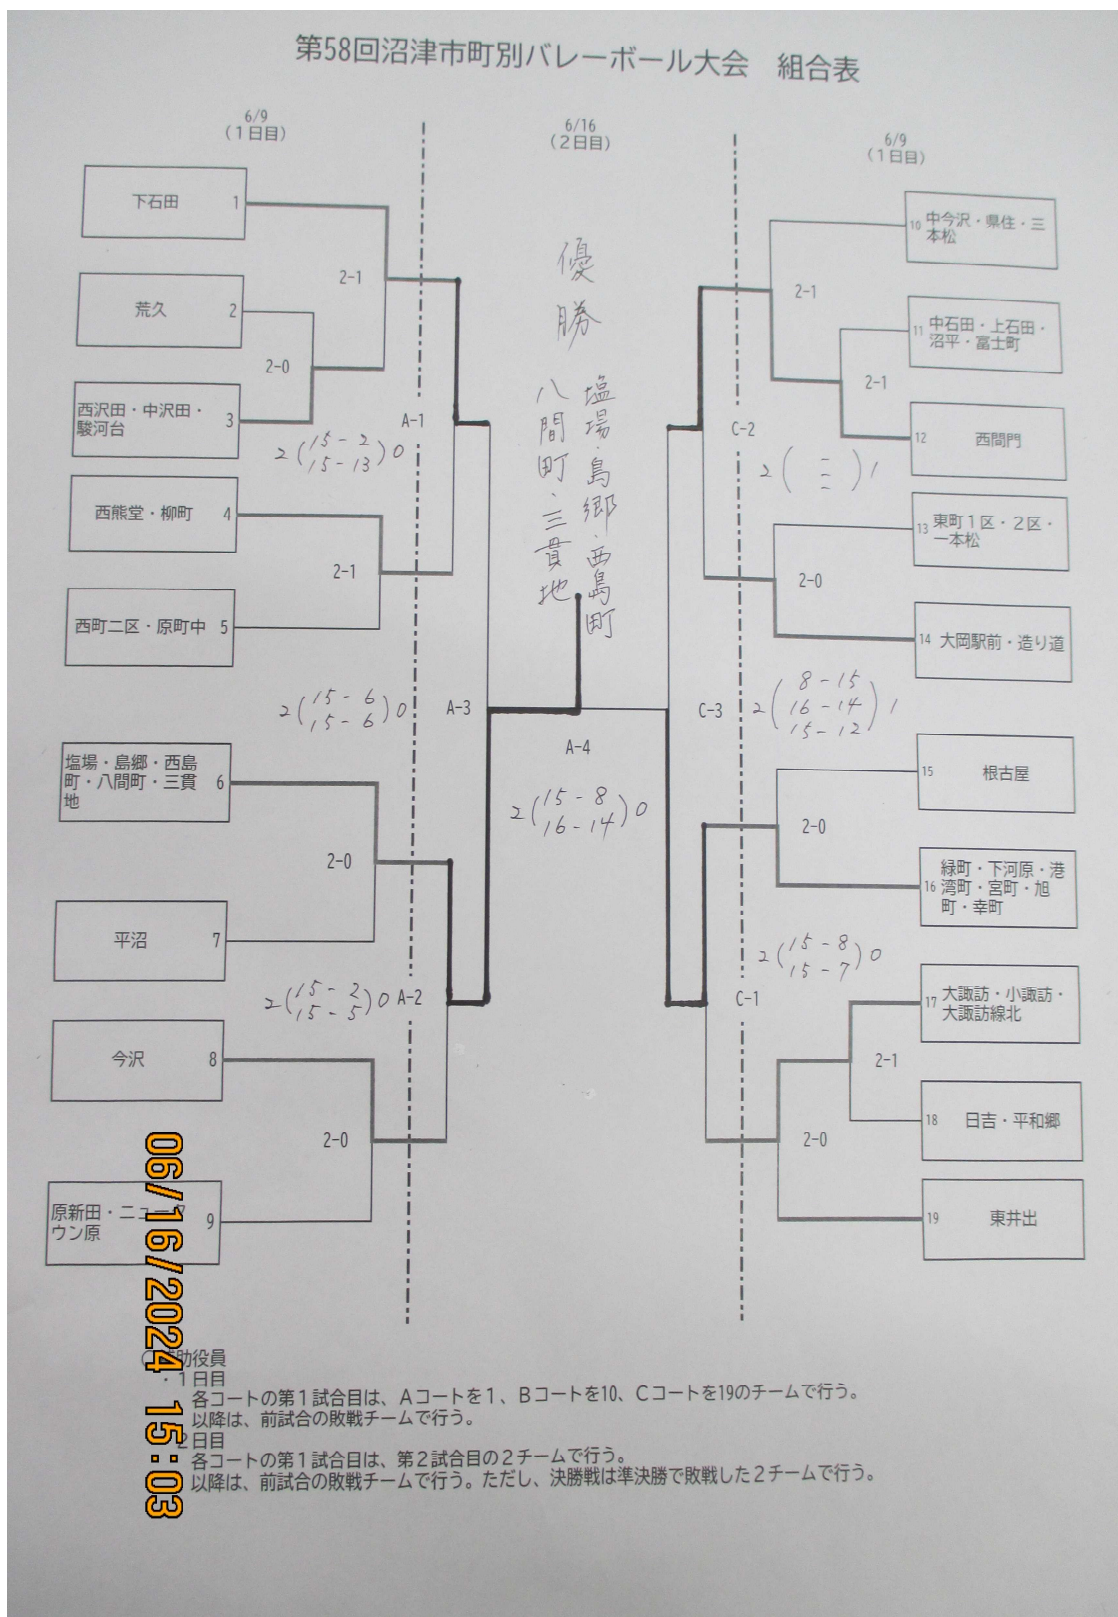 第58回沼津市町別バレーボール大会　組合表
6/9
（１日目）
6/16
（２日目）
6/9
（１日目）
下石田 1
荒久 2
西沢田・中沢田・
駿河台 3
西熊堂・柳町 4
西町二区・原町中 5
塩場・島郷・西島
町・八間町・三貫 6
地
平沼 7
今沢 8
原新田・ニュータ
ウン原 9
2-1
2-0
A-1
2 ( 15 - 2
15 - 13 ) 0
2-1
2 ( 15 - 6
15 - 6 ) 0
A-3
2-0
2 ( 15 - 2
15 - 5 ) 0
A-2
2-0
優勝
塩場・島郷・西島町
八間町・三貫地
A-4
2 ( 15 - 8
16 - 14 ) 0
10 中今沢・県住・三
本松
11 中石田・上石田・
沼平・冨士町
12 西間門
13 東町１区・２区・
一本松
14 大岡駅前・造り道
15 根古屋
16 緑町・下河原・港
湾町・宮町・旭
町・幸町
17 大諏訪・小諏訪・
大諏訪線北
18 日吉・平和郷
19 東井出
2-1
2-1
C-2
2 ( -
-
- ) 1
2-0
C-3
2 ( 8 - 15
16 - 14
15 - 12 ) 1
2-0
2 ( 15 - 8
15 - 7 ) 0
C-1
2-1
2-0
助役員
・１日目
各コートの第１試合目は、Ａコートを１、Ｂコートを10、Ｃコートを19のチームで行う。
以降は、前試合の敗戦チームで行う。
２日目
各コートの第１試合目は、第２試合目の２チームで行う。
以降は、前試合の敗戦チームで行う。ただし、決勝戦は準決勝で敗戦した２チームで行う。
06/16/2024 15:03